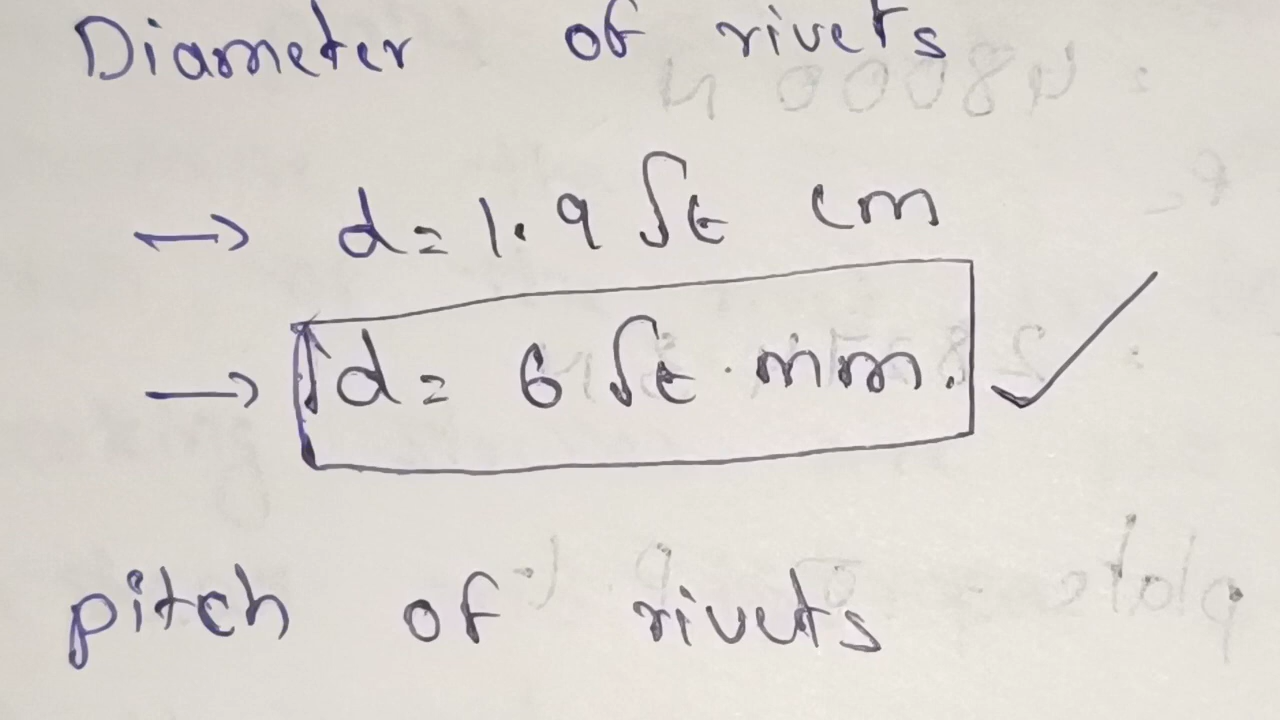 Diameter of rivets
→ d = 1.9 √t cm
→ d = 6 √t mm.
pitch of rivets